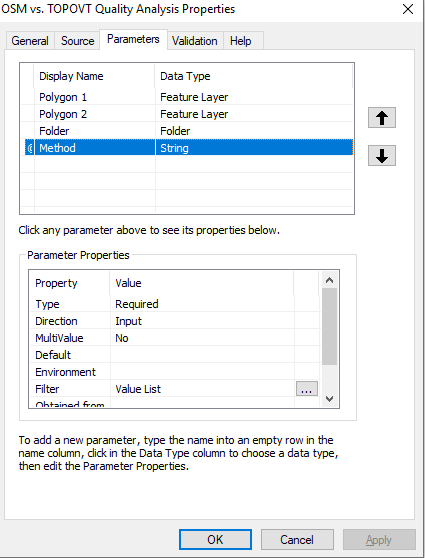 OSM vs. TOPOVT Quality Analysis Properties
General Source Parameters Validation Help
Display Name Data Type
Polygon 1 Feature Layer
Polygon 2 Feature Layer
Folder Folder
Method String
Click any parameter above to see its properties below.
Parameter Properties
Property Value
Type Required
Direction Input
MultiValue No
Default
Environment
Filter Value List ...
Obtained from
To add a new parameter, type the name into an empty row in the
name column, click in the Data Type column to choose a data type,
then edit the Parameter Properties.
OK Cancel Apply